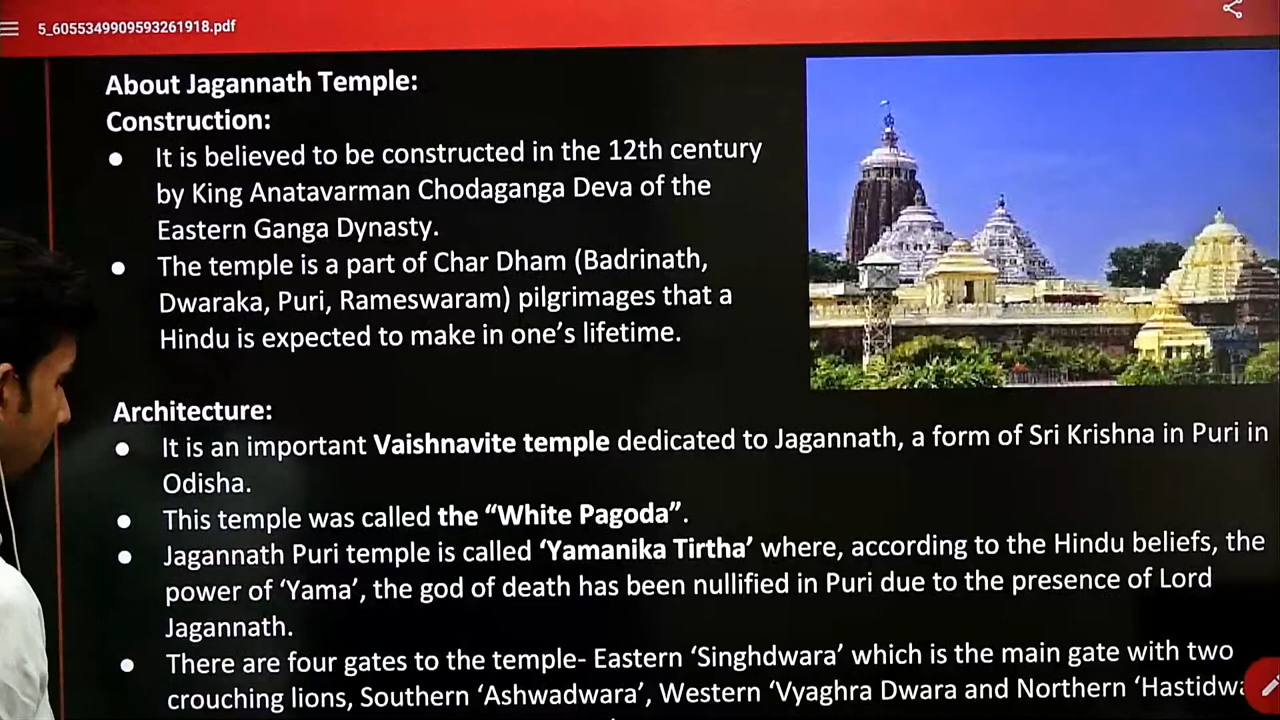 5_6055349909593261918.pdf
About Jagannath Temple:
Construction:
● It is believed to be constructed in the 12th century
by King Anatavarman Chodaganga Deva of the
Eastern Ganga Dynasty.
● The temple is a part of Char Dham (Badrinath,
Dwaraka, Puri, Rameswaram) pilgrimages that a
Hindu is expected to make in one’s lifetime.
Architecture:
● It is an important Vaishnavite temple dedicated to Jagannath, a form of Sri Krishna in Puri in
Odisha.
● This temple was called the “White Pagoda”.
● Jagannath Puri temple is called ‘Yamanika Tirtha’ where, according to the Hindu beliefs, the
power of ‘Yama’, the god of death has been nullified in Puri due to the presence of Lord
Jagannath.
● There are four gates to the temple- Eastern ‘Singhdwara’ which is the main gate with two
crouching lions, Southern ‘Ashwadwara’, Western ‘Vyaghra Dwara and Northern